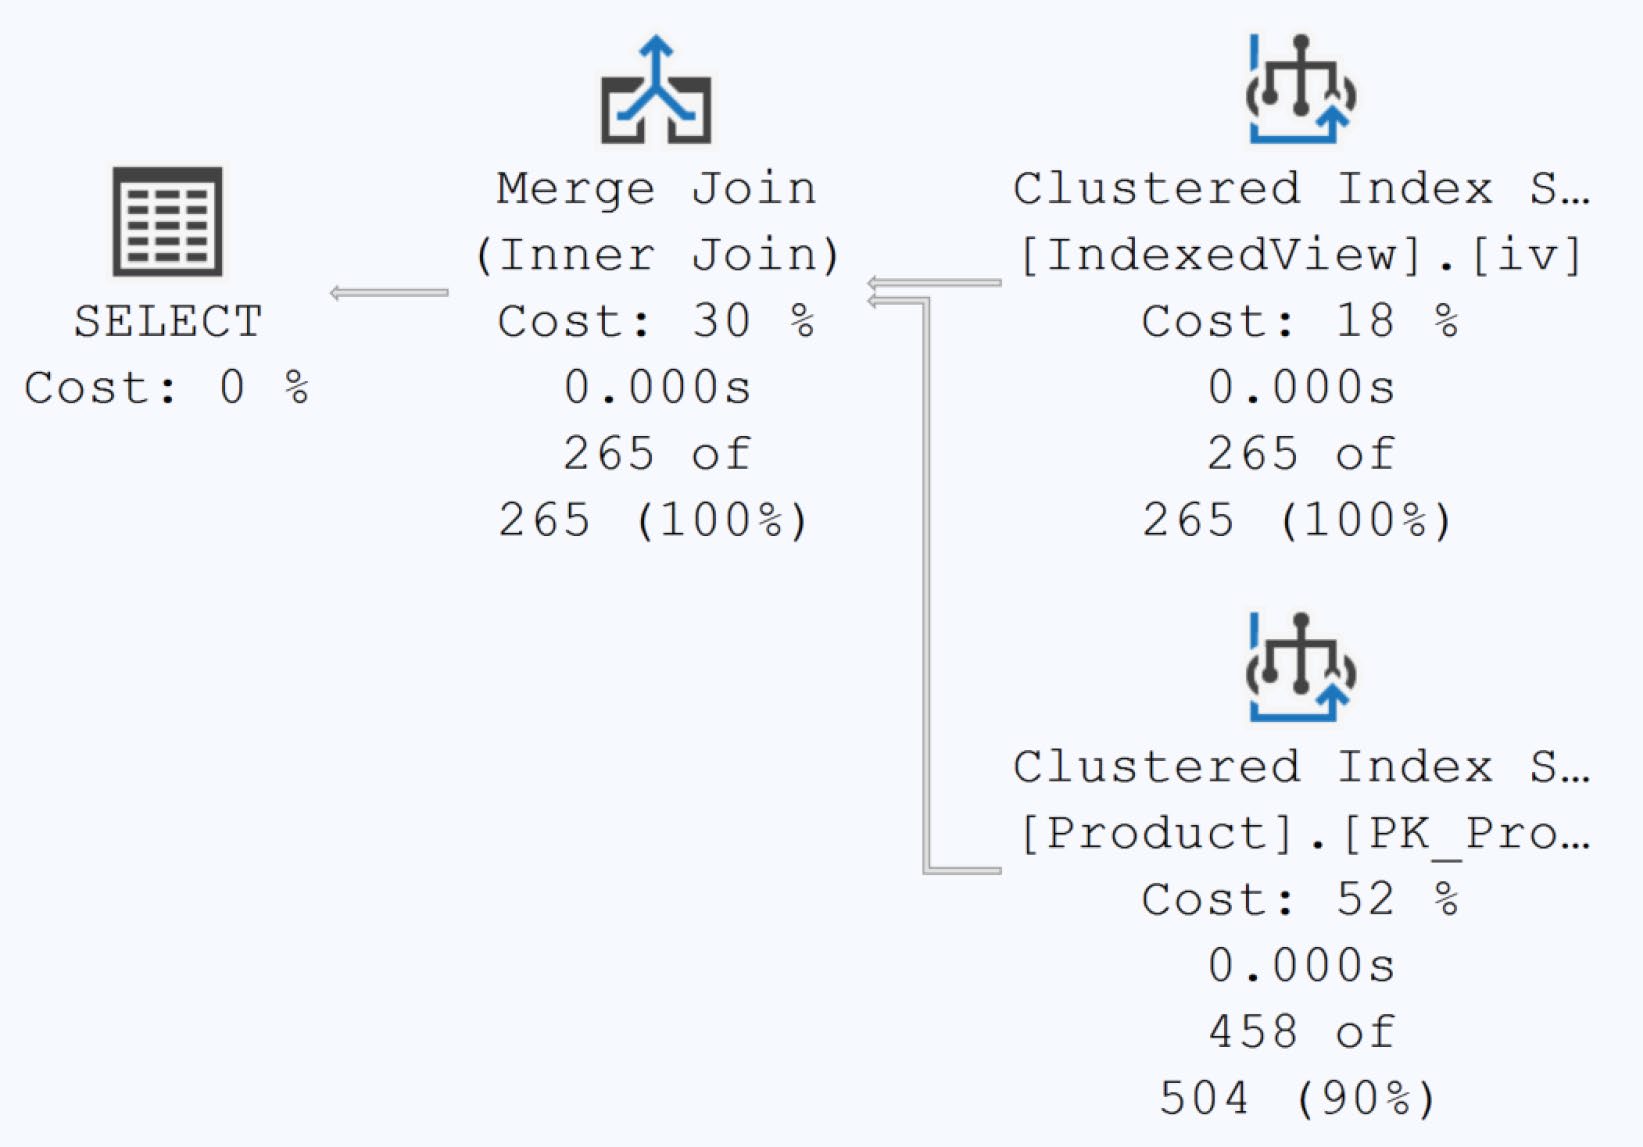 SELECT
Cost: 0 %
Merge Join
(Inner Join)
Cost: 30 %
0.000s
265 of
265 (100%)
Clustered Index S…
[IndexedView].[iv]
Cost: 18 %
0.000s
265 of
265 (100%)
Clustered Index S…
[Product].[PK_Pro…
Cost: 52 %
0.000s
458 of
504 (90%)